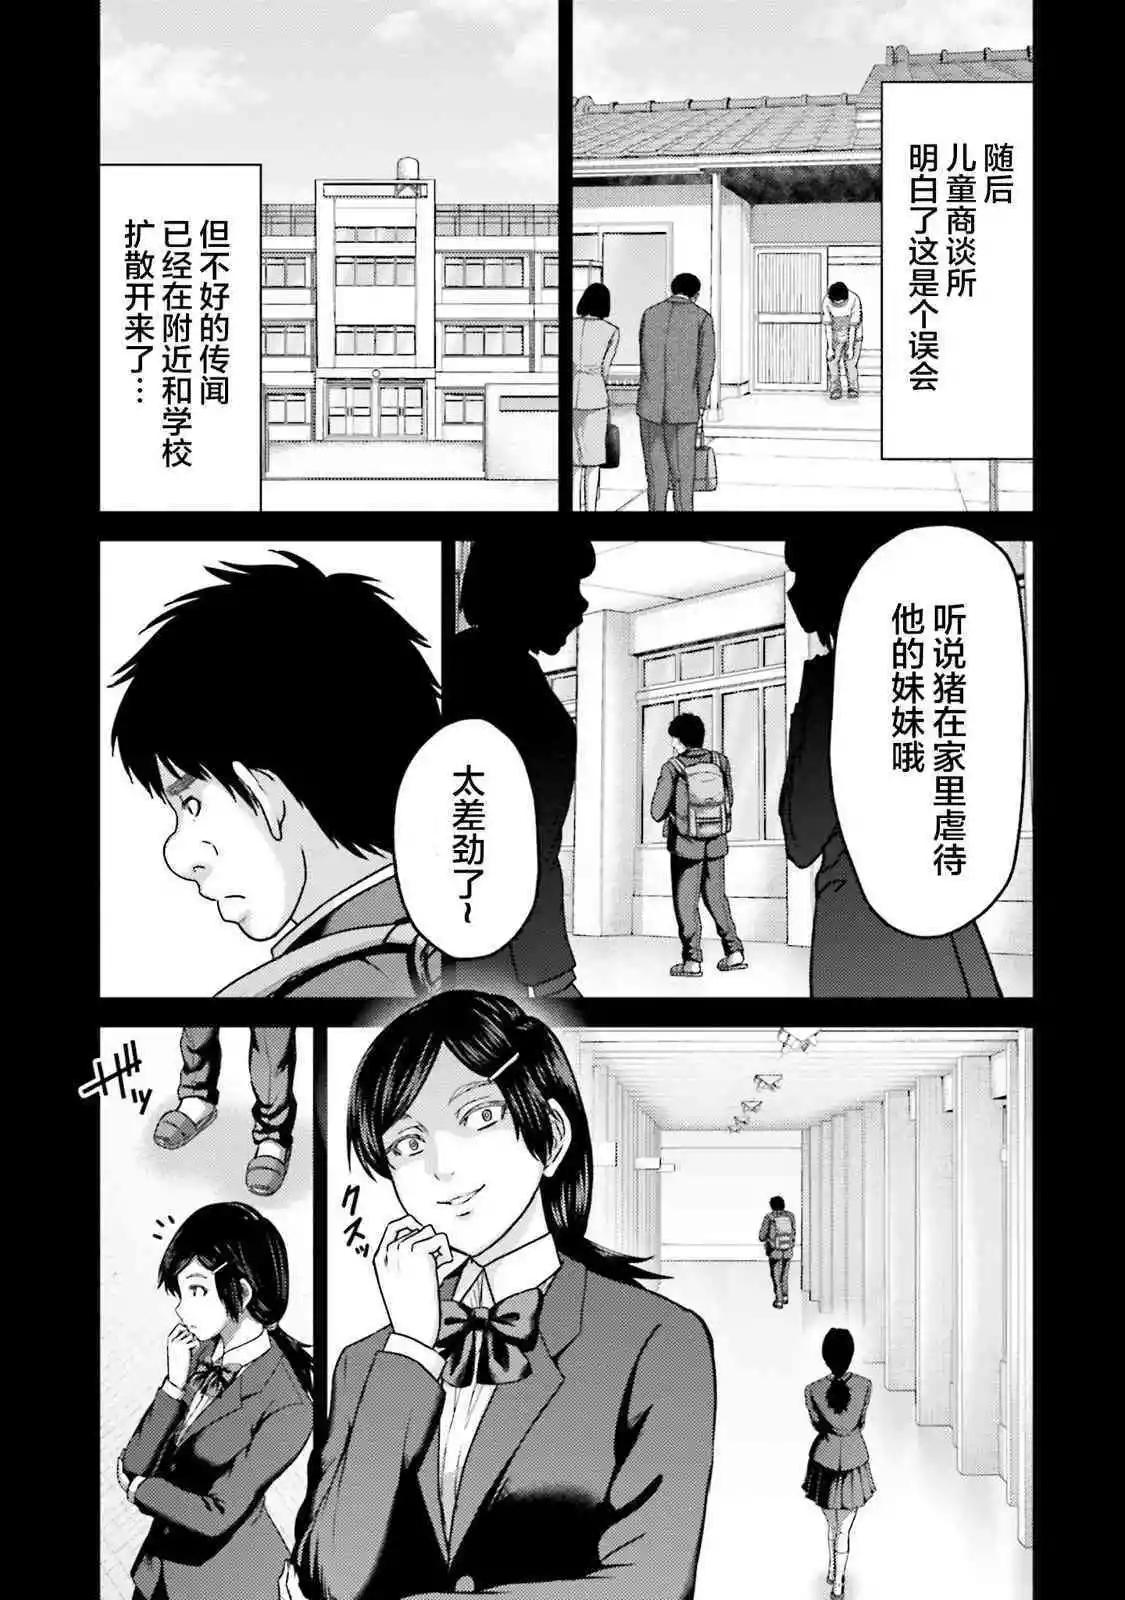 随后
儿童商谈所
明白了这是个误会
但不好的传闻
已经在附近和学校
扩散开来了…
听说猪在家里虐待
他的妹妹哦
太差劲了~
クスッ